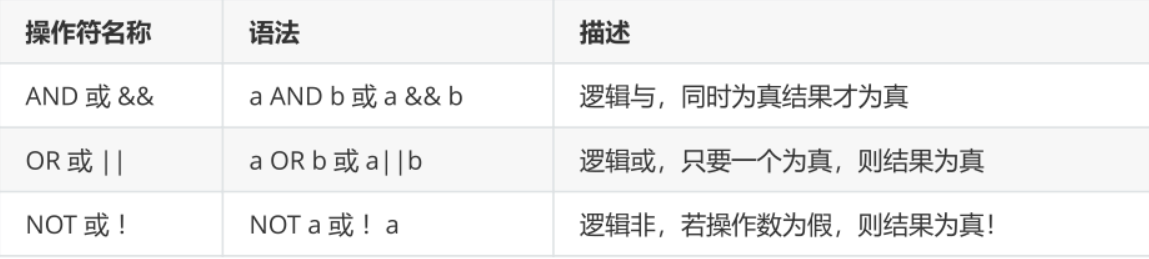 操作符名称 语法 描述
AND 或 && a AND b 或 a && b 逻辑与，同时为真结果才为真
OR 或 || a OR b 或 a||b 逻辑或，只要一个为真，则结果为真
NOT 或 ! NOT a 或 ! a 逻辑非，若操作数为假，则结果为真!